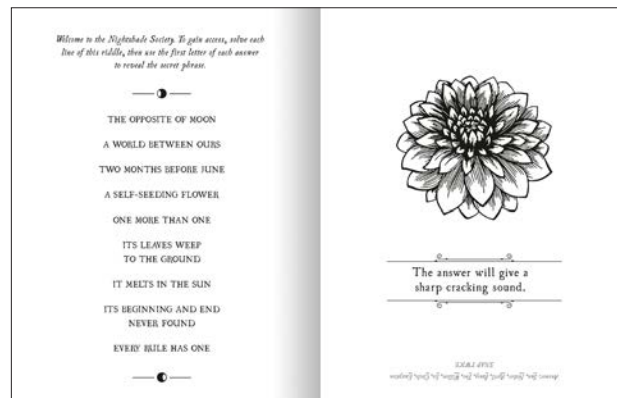 Welcome to the Nightshade Society. To gain access, solve each
line of this riddle, then use the first letter of each answer
to reveal the secret phrase.
THE OPPOSITE OF MOON
A WORLD BETWEEN OURS
TWO MONTHS BEFORE JUNE
A SELF-SEEDING FLOWER
ONE MORE THAN ONE
ITS LEAVES WEEP
TO THE GROUND
IT MELTS IN THE SUN
ITS BEGINNING AND END
NEVER FOUND
EVERY RULE HAS ONE
The answer will give a
sharp cracking sound.
SNAP TWICE